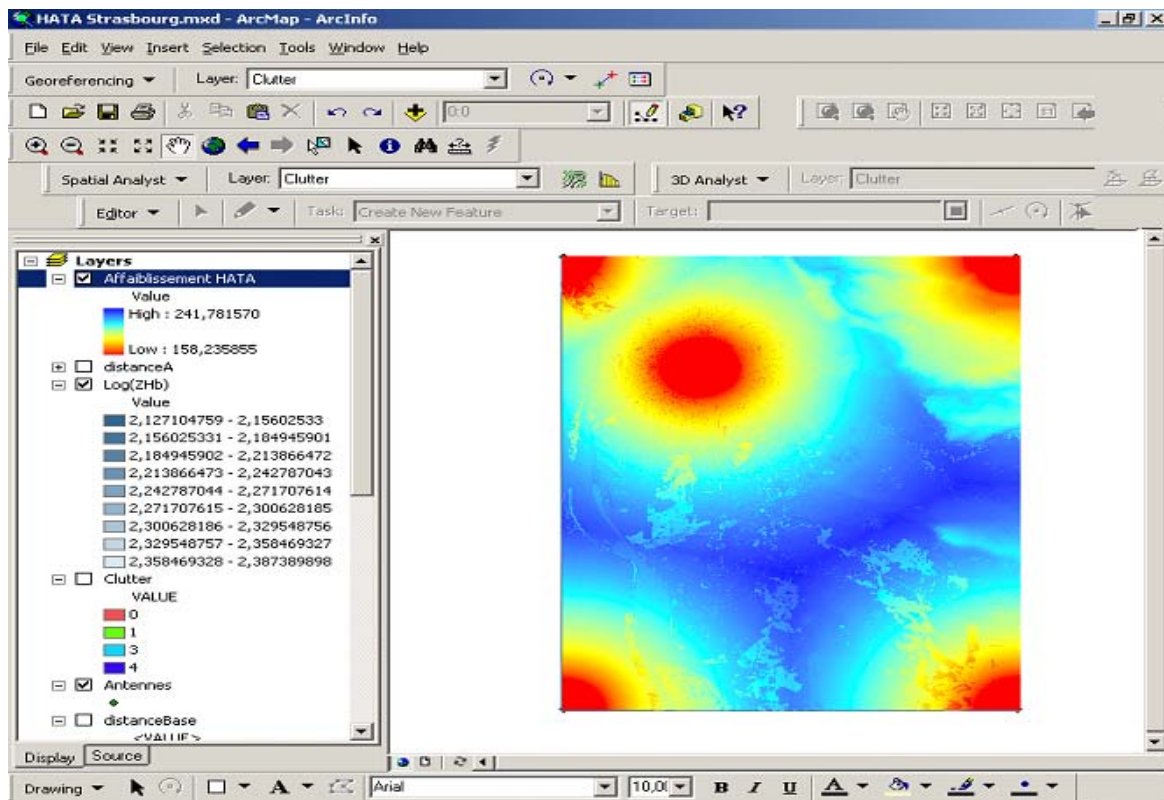 HATA Strasbourg.mxd - ArcMap - ArcInfo
File Edit View Insert Selection Tools Window Help
Georeferencing Layer: Clutter
0:0
Spatial Analyst Layer: Clutter 3D Analyst Layer: Clutter
Editor Task: Create New Feature Target:
Layers
Affaiblissement HATA
Value
High : 241,781570
Low : 158,235855
distanceA
Log(ZHb)
Value
2,127104759 - 2,15602533
2,156025331 - 2,184945901
2,184945902 - 2,213866472
2,213866473 - 2,242787043
2,242787044 - 2,271707614
2,271707615 - 2,300628185
2,300628186 - 2,329548756
2,329548757 - 2,358469327
2,358469328 - 2,387389898
Clutter
VALUE
0
1
3
4
Antennes
distanceBase
<VALUE>
Display Source
Drawing A Arial 10,0 B I U A